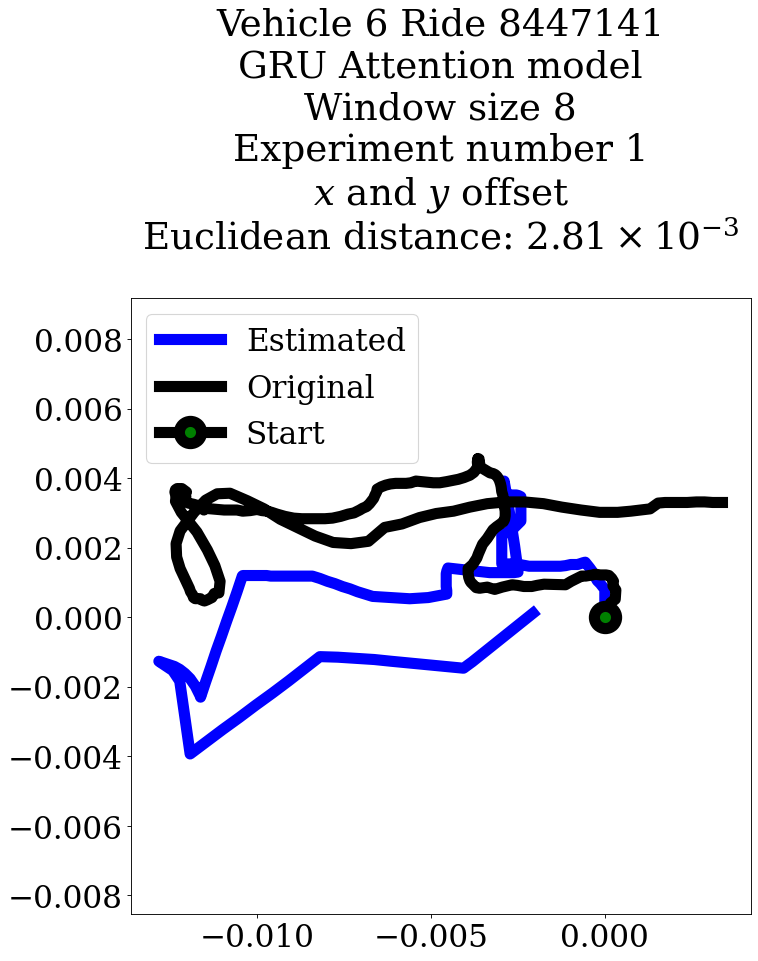 Vehicle 6 Ride 8447141
GRU Attention model
Window size 8
Experiment number 1
x and y offset
Euclidean distance: 2.81 × 10⁻³
Estimated
Original
Start
0.008
0.006
0.004
0.002
0.000
−0.002
−0.004
−0.006
−0.008
−0.010 −0.005 0.000